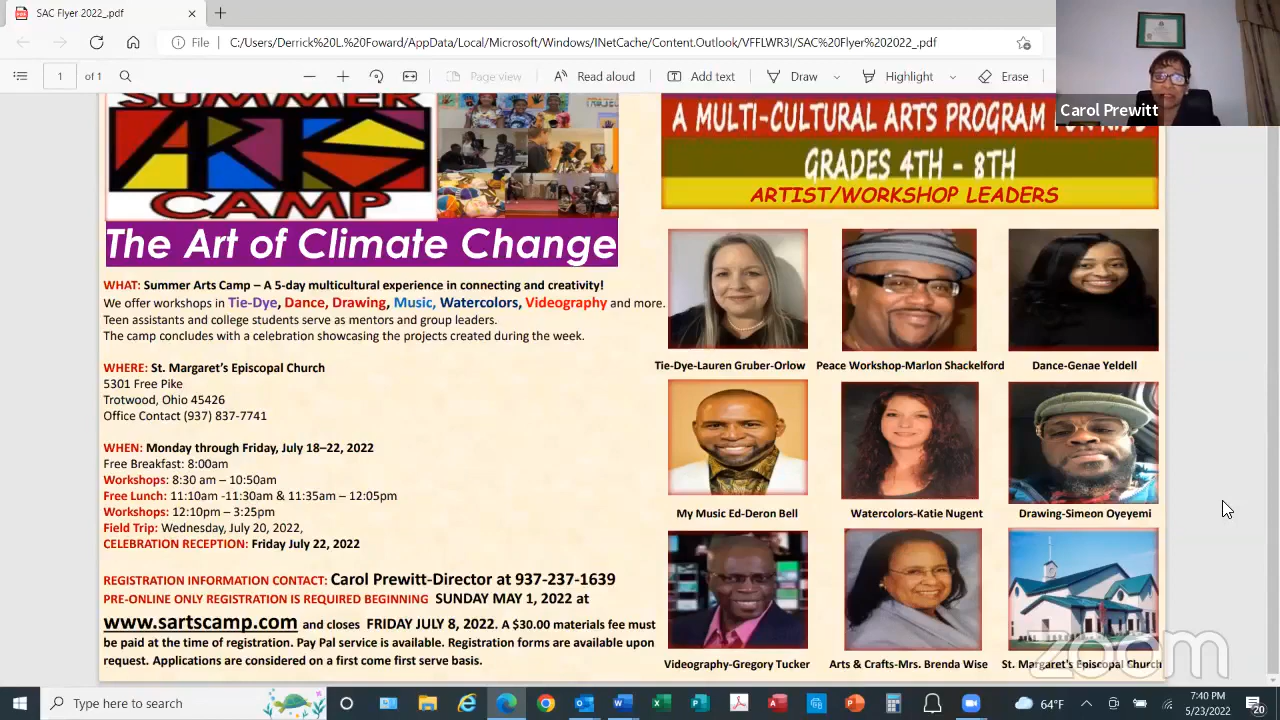 SAC Flyer 2022_.pdf
File
C:/Users/Derrick%20L.%20Foward/AppData/Local/Microsoft/Windows/INetCache/Content.Outlook/VFFLWR3I/SAC%20Flyer%202022_.pdf
1 of 1
Page view
Read aloud
Add text
Draw
Highlight
Erase
Carol Prewitt
SUMMER
ARTS
CAMP
The Art of Climate Change
WHAT: Summer Arts Camp – A 5-day multicultural experience in connecting and creativity!
We offer workshops in Tie-Dye, Dance, Drawing, Music, Watercolors, Videography and more.
Teen assistants and college students serve as mentors and group leaders.
The camp concludes with a celebration showcasing the projects created during the week.
WHERE: St. Margaret's Episcopal Church
5301 Free Pike
Trotwood, Ohio 45426
Office Contact (937) 837-7741
WHEN: Monday through Friday, July 18–22, 2022
Free Breakfast: 8:00am
Workshops: 8:30 am – 10:50am
Free Lunch: 11:10am -11:30am & 11:35am – 12:05pm
Workshops: 12:10pm – 3:25pm
Field Trip: Wednesday, July 20, 2022,
CELEBRATION RECEPTION: Friday July 22, 2022
REGISTRATION INFORMATION CONTACT: Carol Prewitt-Director at 937-237-1639
PRE-ONLINE ONLY REGISTRATION IS REQUIRED BEGINNING SUNDAY MAY 1, 2022 at
www.sartscamp.com and closes FRIDAY JULY 8, 2022. A $30.00 materials fee must
be paid at the time of registration. Pay Pal service is available. Registration forms are available upon
request. Applications are considered on a first come first serve basis.
A MULTI-CULTURAL ARTS PROGRAM FOR KIDS
GRADES 4TH - 8TH
ARTIST/WORKSHOP LEADERS
Tie-Dye-Lauren Gruber-Orlow
Peace Workshop-Marlon Shackelford
Dance-Genae Yeldell
My Music Ed-Deron Bell
Watercolors-Katie Nugent
Drawing-Simeon Oyeyemi
Videography-Gregory Tucker
Arts & Crafts-Mrs. Brenda Wise
St. Margaret's Episcopal Church
zoom
Type here to search
64°F
7:40 PM
5/23/2022
20